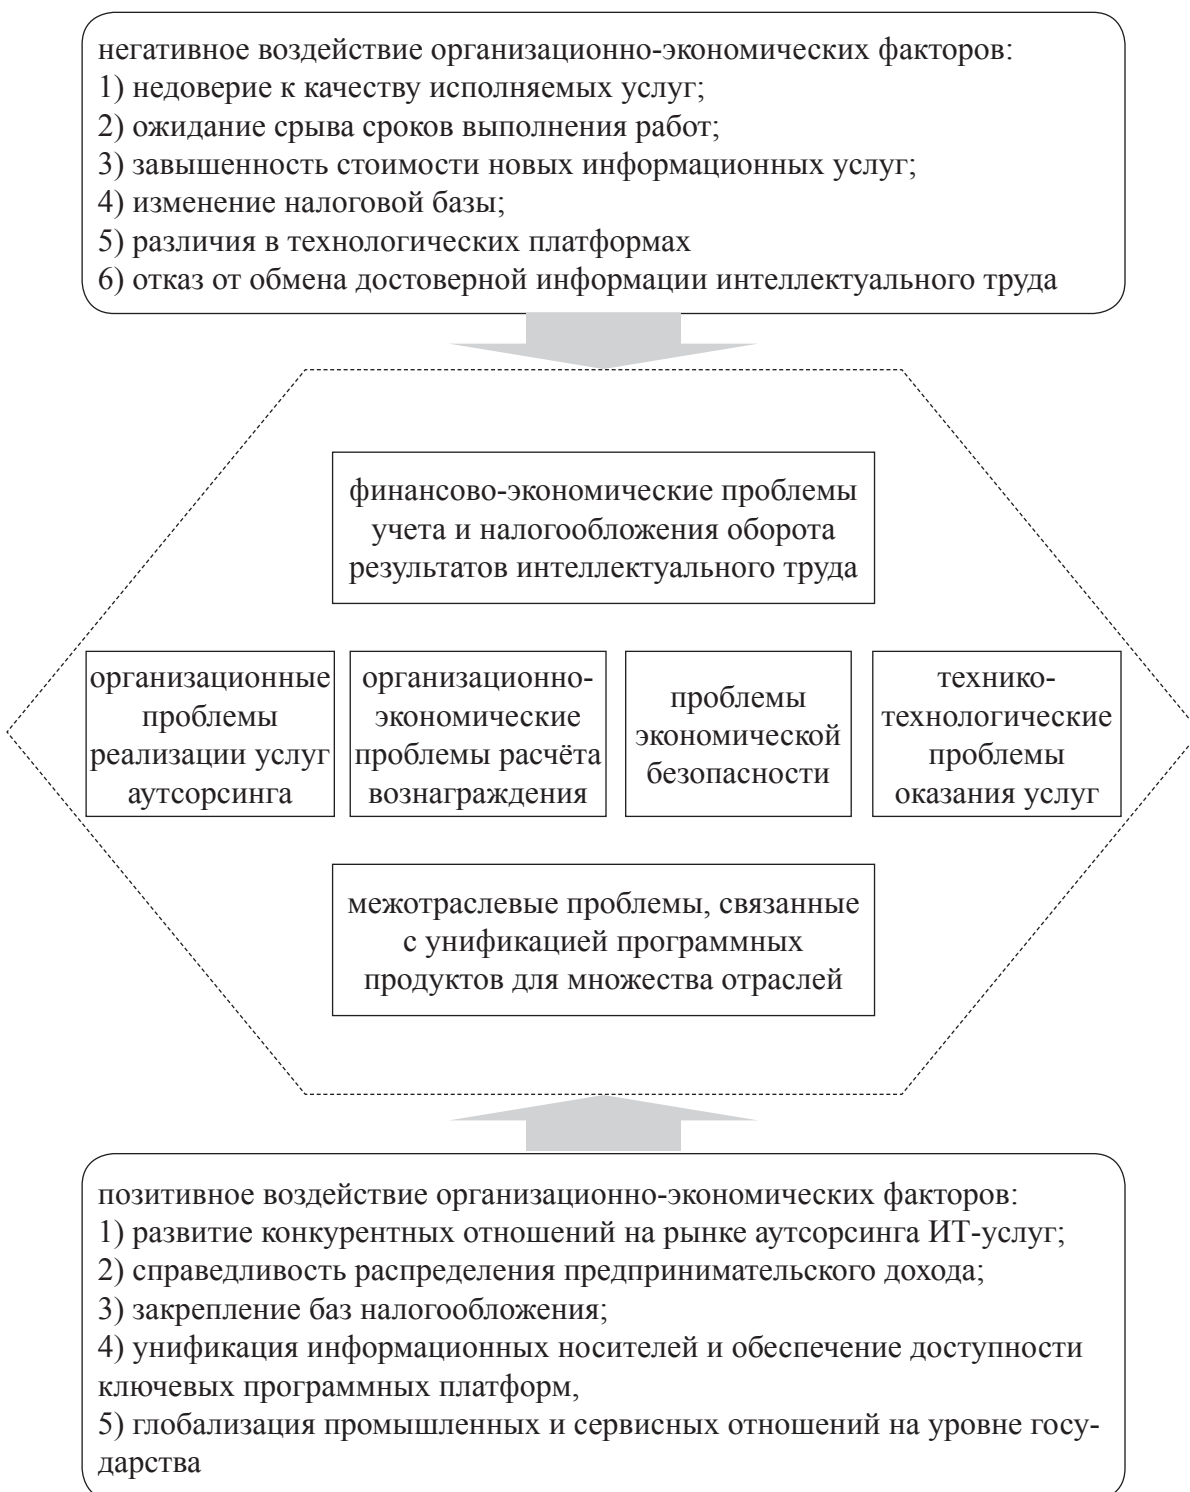 негативное воздействие организационно-экономических факторов:
1) недоверие к качеству исполняемых услуг;
2) ожидание срыва сроков выполнения работ;
3) завышенность стоимости новых информационных услуг;
4) изменение налоговой базы;
5) различия в технологических платформах
6) отказ от обмена достоверной информации интеллектуального труда
финансово-экономические проблемы
учета и налогообложения оборота
результатов интеллектуального труда
организационные
проблемы
реализации услуг
аутсорсинга
организационно-
экономические
проблемы расчёта
вознаграждения
проблемы
экономической
безопасности
технико-
технологические
проблемы
оказания услуг
межотраслевые проблемы, связанные
с унификацией программных
продуктов для множества отраслей
позитивное воздействие организационно-экономических факторов:
1) развитие конкурентных отношений на рынке аутсорсинга ИТ-услуг;
2) справедливость распределения предпринимательского дохода;
3) закрепление баз налогообложения;
4) унификация информационных носителей и обеспечение доступности
ключевых программных платформ,
5) глобализация промышленных и сервисных отношений на уровне госу-
дарства